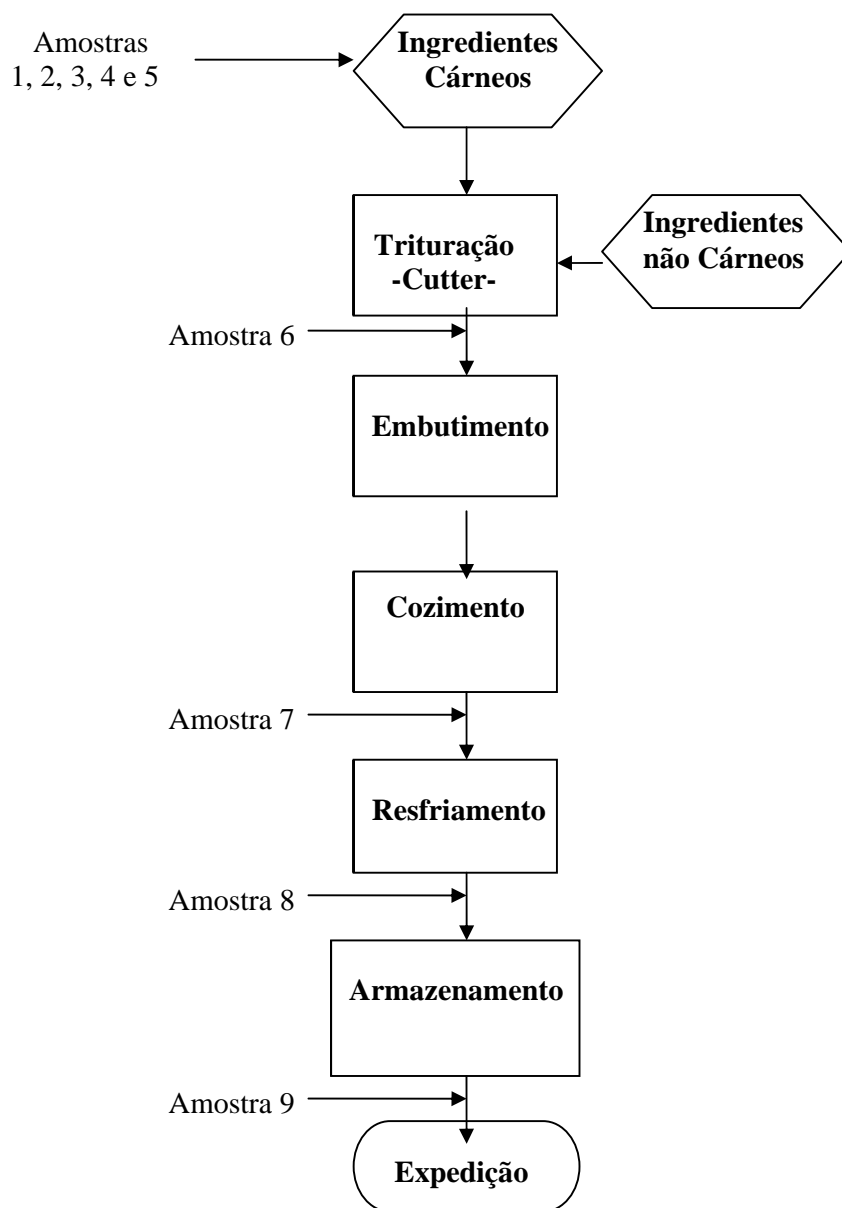 Amostras
1, 2, 3, 4 e 5
Ingredientes
Cárneos
Trituração
-Cutter-
Ingredientes
não Cárneos
Amostra 6
Embutimento
Cozimento
Amostra 7
Resfriamento
Amostra 8
Armazenamento
Amostra 9
Expedição